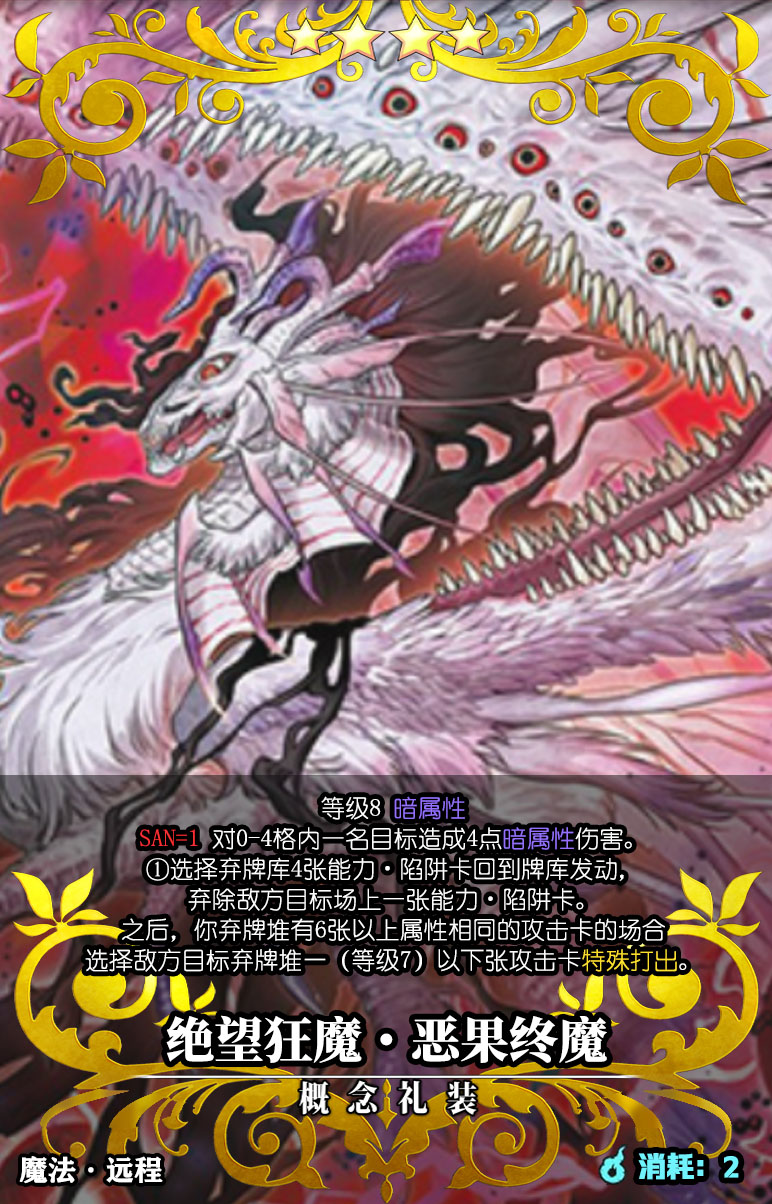 等级8 暗属性
SAN=1 对0-4格内一名目标造成4点暗属性伤害。
①选择弃牌库4张能力·陷阱卡回到牌库发动，
弃除敌方目标场上一张能力·陷阱卡。
之后，你弃牌堆有6张以上属性相同的攻击卡的场合
选择敌方目标弃牌堆一（等级7）以下张攻击卡特殊打出。
绝望狂魔·恶果终魔
概念礼装
魔法·远程
消耗：2